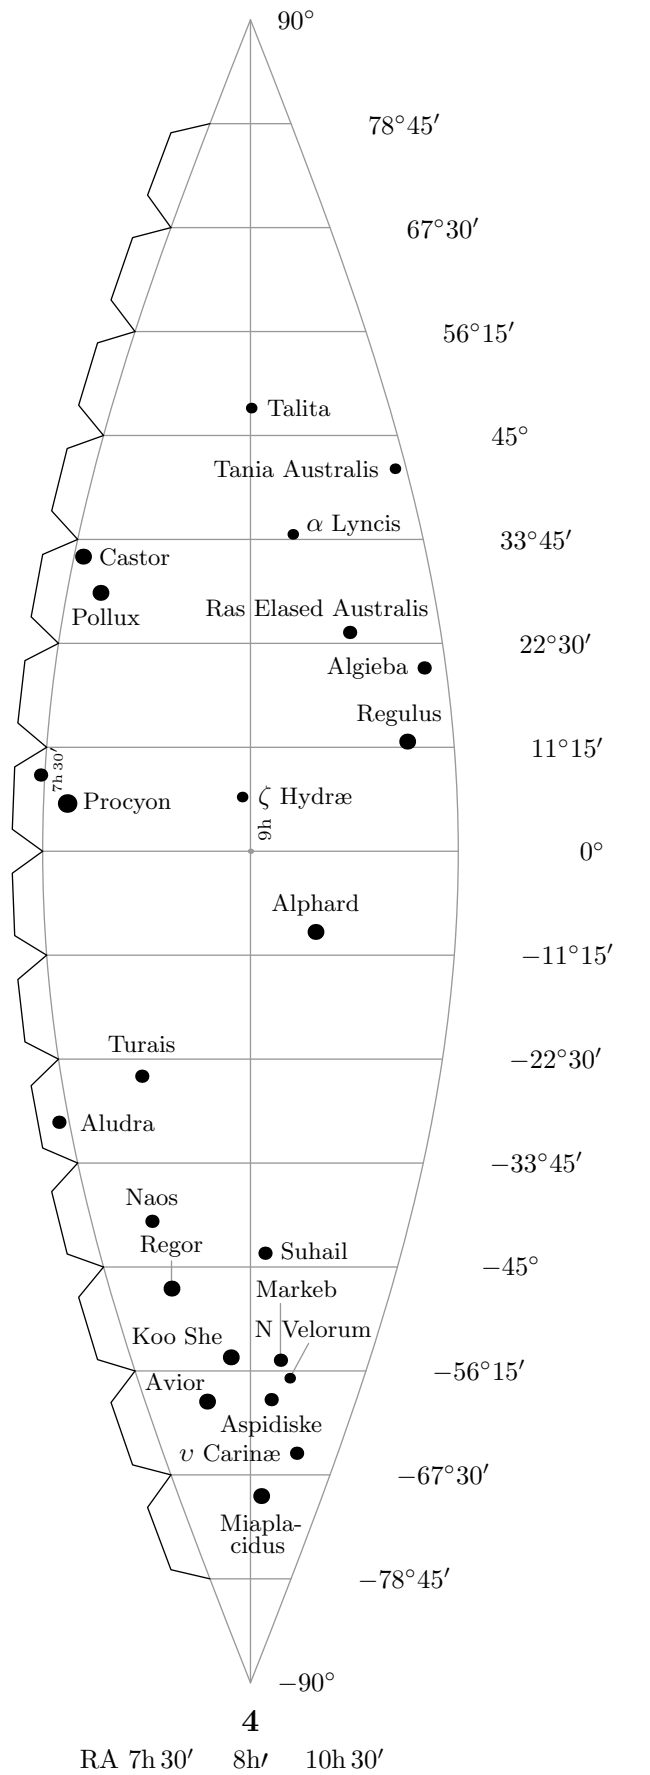 90°
78°45′
67°30′
56°15′
Talita
45°
Tania Australis
α Lyncis
33°45′
Castor
Pollux
Ras Elased Australis
22°30′
Algieba
Regulus
11°15′
7h 30′
Procyon
ζ Hydræ
9h
0°
Alphard
−11°15′
Turais
−22°30′
Aludra
−33°45′
Naos
Regor
Suhail
−45°
Markeb
N Velorum
Koo She
−56°15′
Avior
Aspidiske
υ Carinæ
−67°30′
Miapla-
cidus
−78°45′
−90°
4
RA 7h 30′ 8h′ 10h 30′